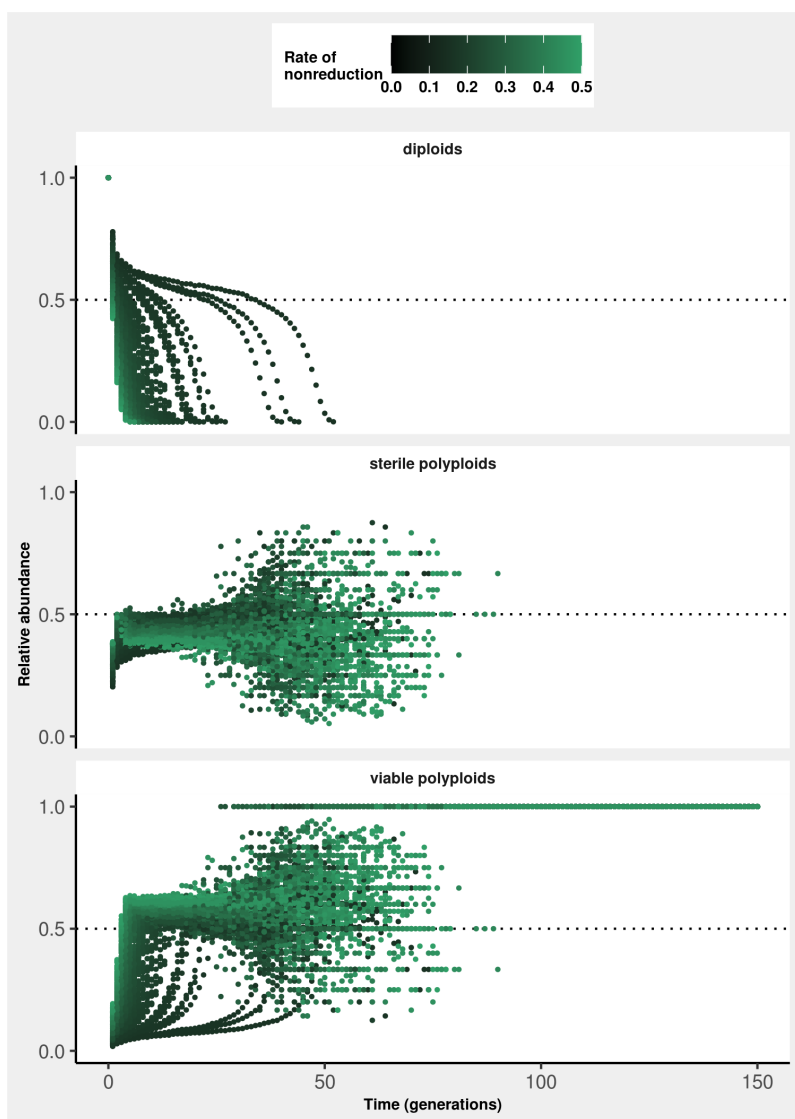 Rate of
nonreduction
0.0 0.1 0.2 0.3 0.4 0.5
diploids
1.0
0.5
0.0
sterile polyploids
1.0
0.5
0.0
Relative abundance
viable polyploids
1.0
0.5
0.0
0 50 100 150
Time (generations)